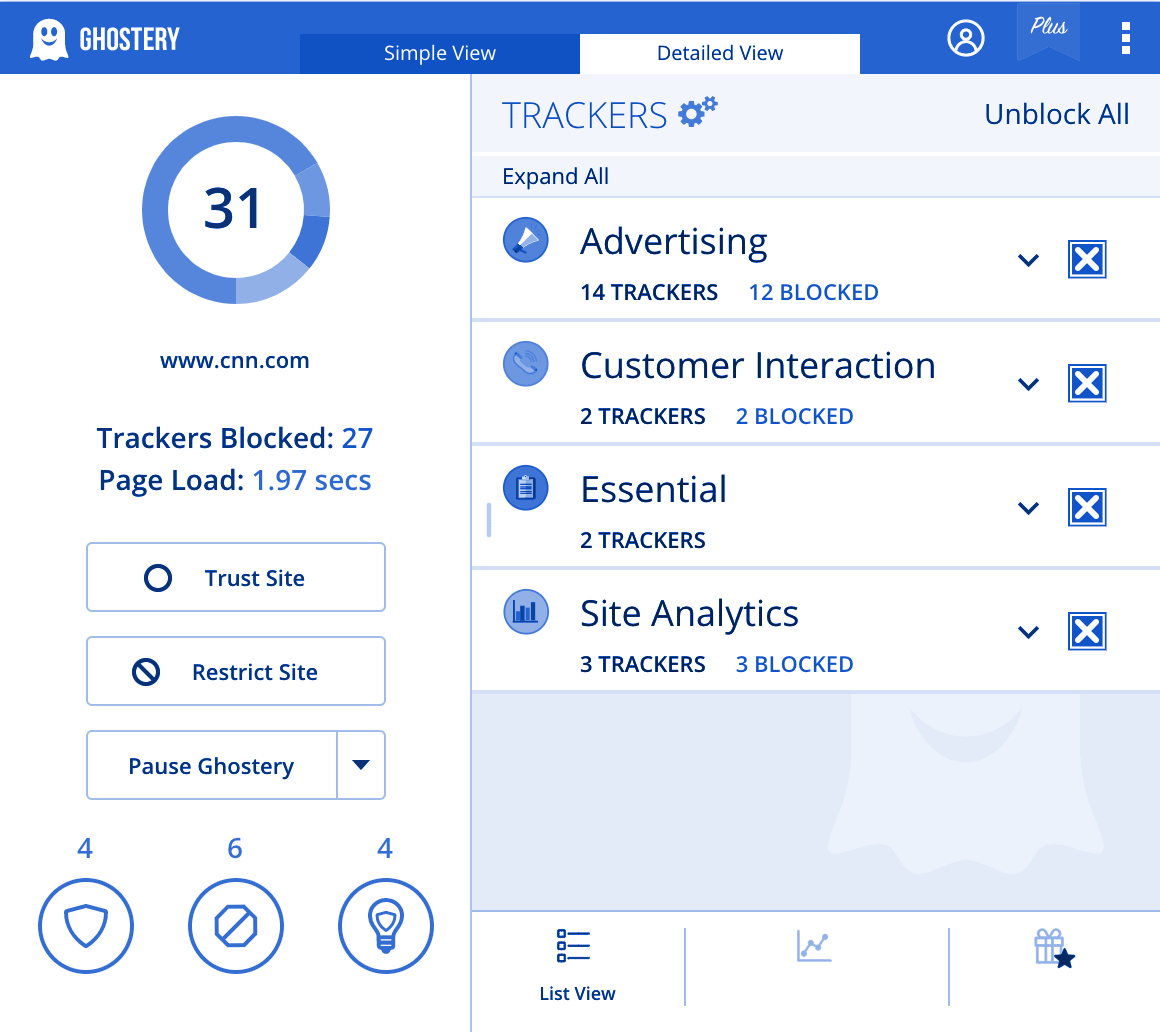 GHOSTERY
Simple View
Detailed View
Plus
31
www.cnn.com
Trackers Blocked: 27
Page Load: 1.97 secs
Trust Site
Restrict Site
Pause Ghostery
4 6 4
TRACKERS
Unblock All
Expand All
Advertising
14 TRACKERS 12 BLOCKED
Customer Interaction
2 TRACKERS 2 BLOCKED
Essential
2 TRACKERS
Site Analytics
3 TRACKERS 3 BLOCKED
List View